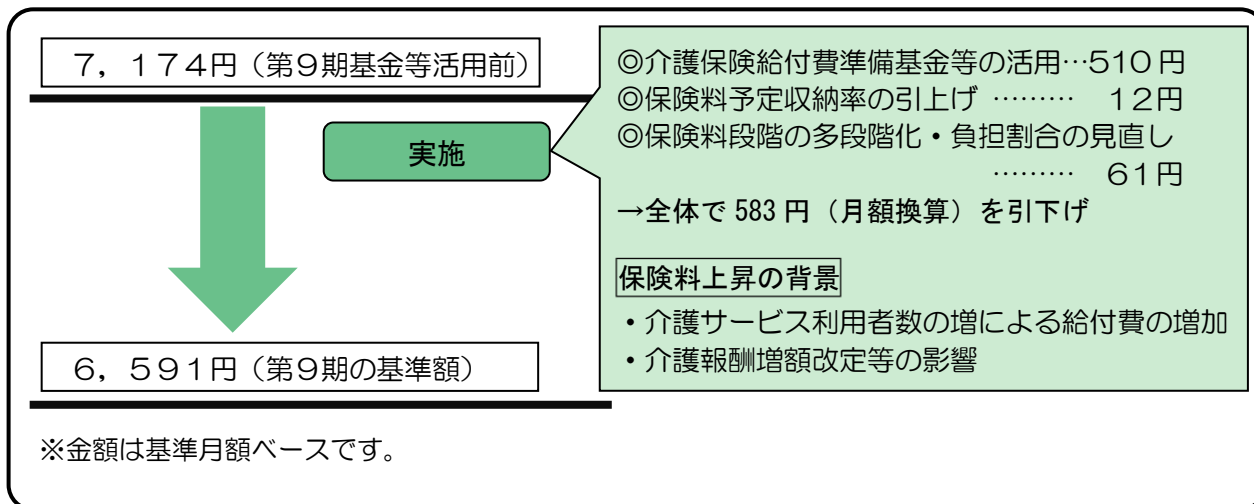 ７，１７４円（第９期基金等活用前）
実施
６，５９１円（第９期の基準額）
※金額は基準月額ベースです。
◎介護保険給付費準備基金等の活用…５１０円
◎保険料予定収納率の引上げ ……… １２円
◎保険料段階の多段階化・負担割合の見直し
……… ６１円
→全体で 583 円（月額換算）を引下げ
保険料上昇の背景
・介護サービス利用者数の増による給付費の増加
・介護報酬増額改定等の影響